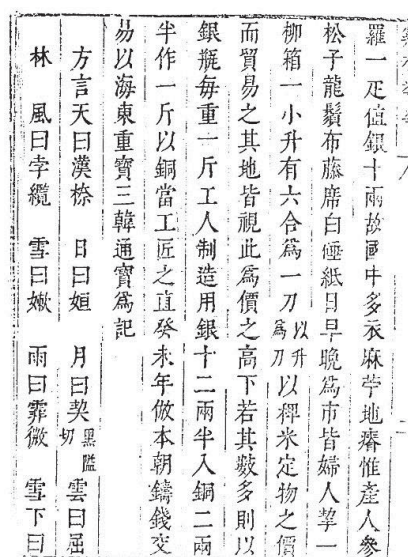 羅一疋值銀十兩故國中多衣麻苧地瘠惟產人參
松子龍鬚布藤席白硾紙日早晚爲市皆婦人挈一
柳箱一小升有六合爲一刀以升爲刀以稗米定物之價
而貿易之其地皆視此爲價之高下若其數多則以
銀瓶每重一斤工人制造用銀十二兩半入銅二兩
半作一斤以銅當工匠之直癸未年倣本朝鑄錢交
易以海東重寶三韓通寶爲記
方言天曰漢捺 日曰姮 月曰契黑隘切雲曰屈
林 風曰孛纜 雪曰嫩 雨曰霏微 雪下曰